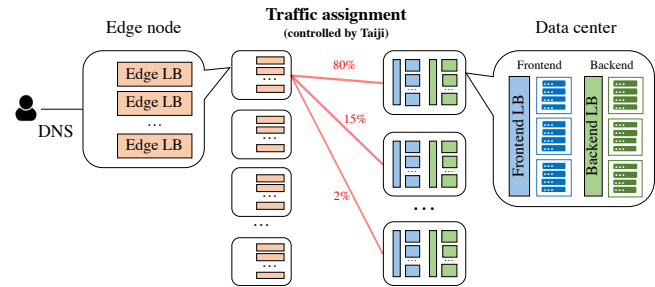 Edge node
Traffic assignment
(controlled by Taiji)
Data center
Edge LB
Edge LB
...
Edge LB
DNS
...
...
...
...
...
80%
15%
2%
...
...
...
...
...
...
...
Frontend
Backend
Frontend LB
Backend LB